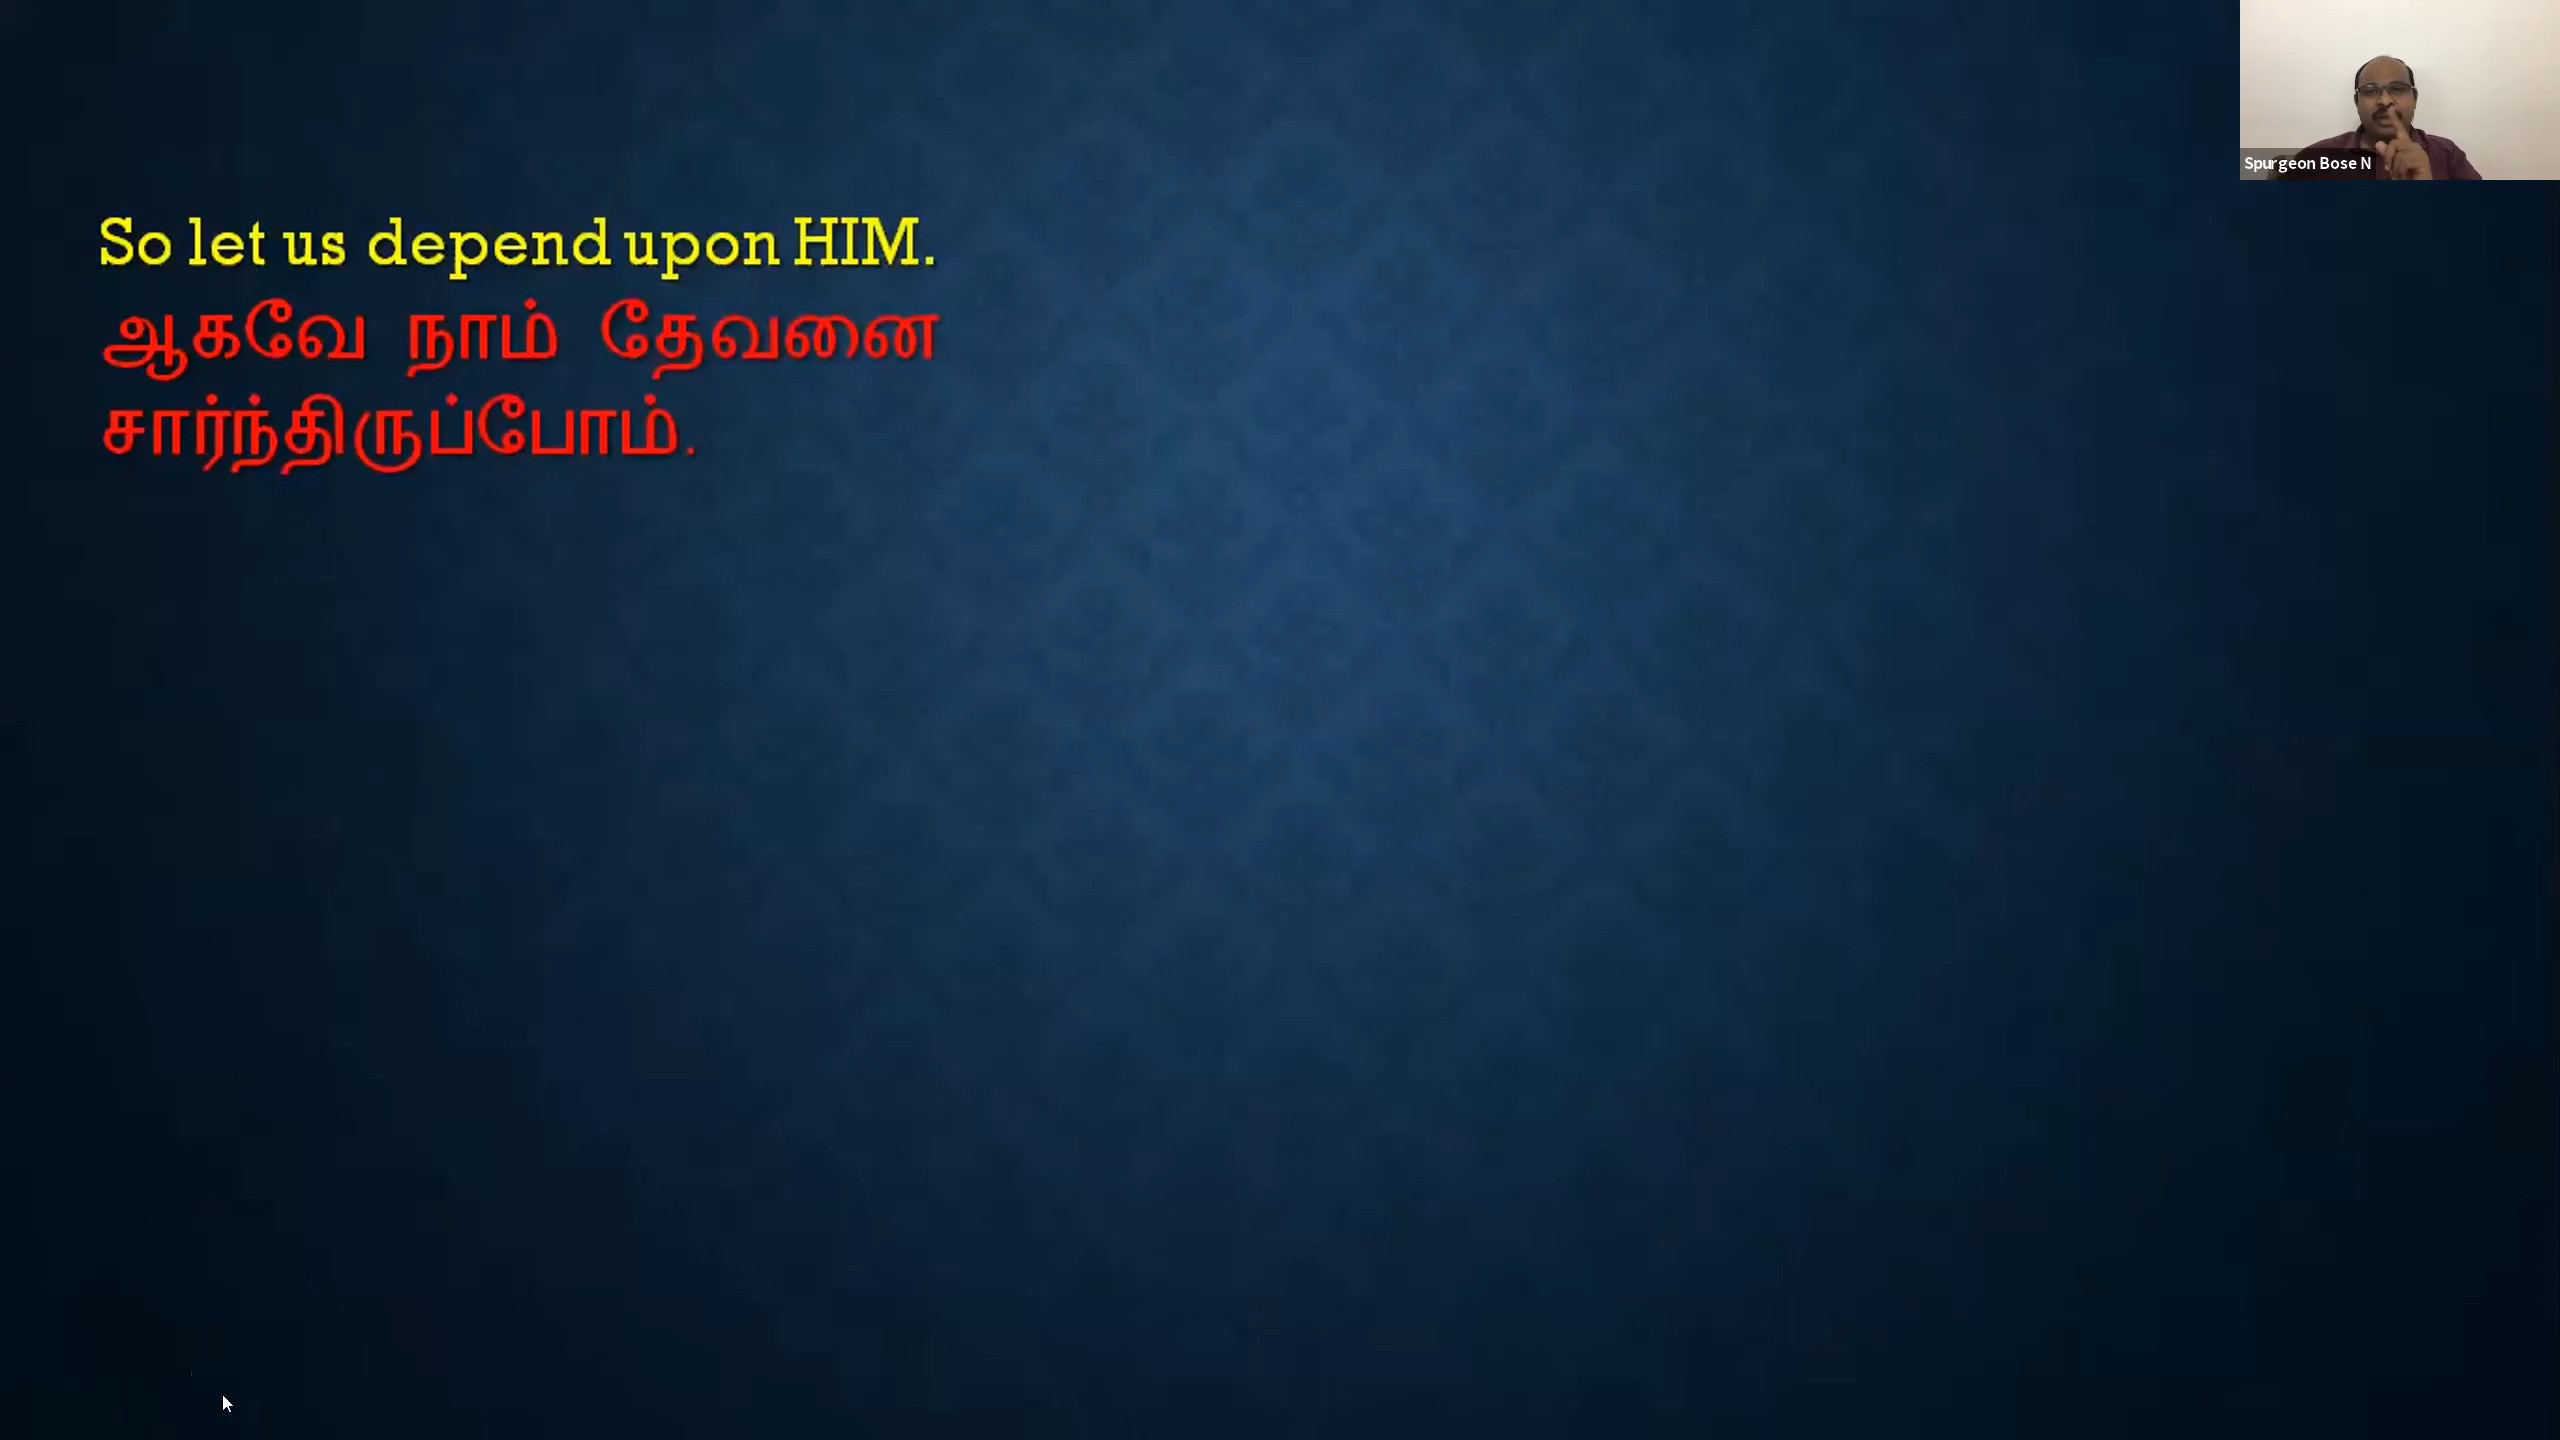 Spurgeon Bose N
So let us depend upon HIM.
ஆகவே நாம் தேவனை
சார்ந்திருப்போம்.